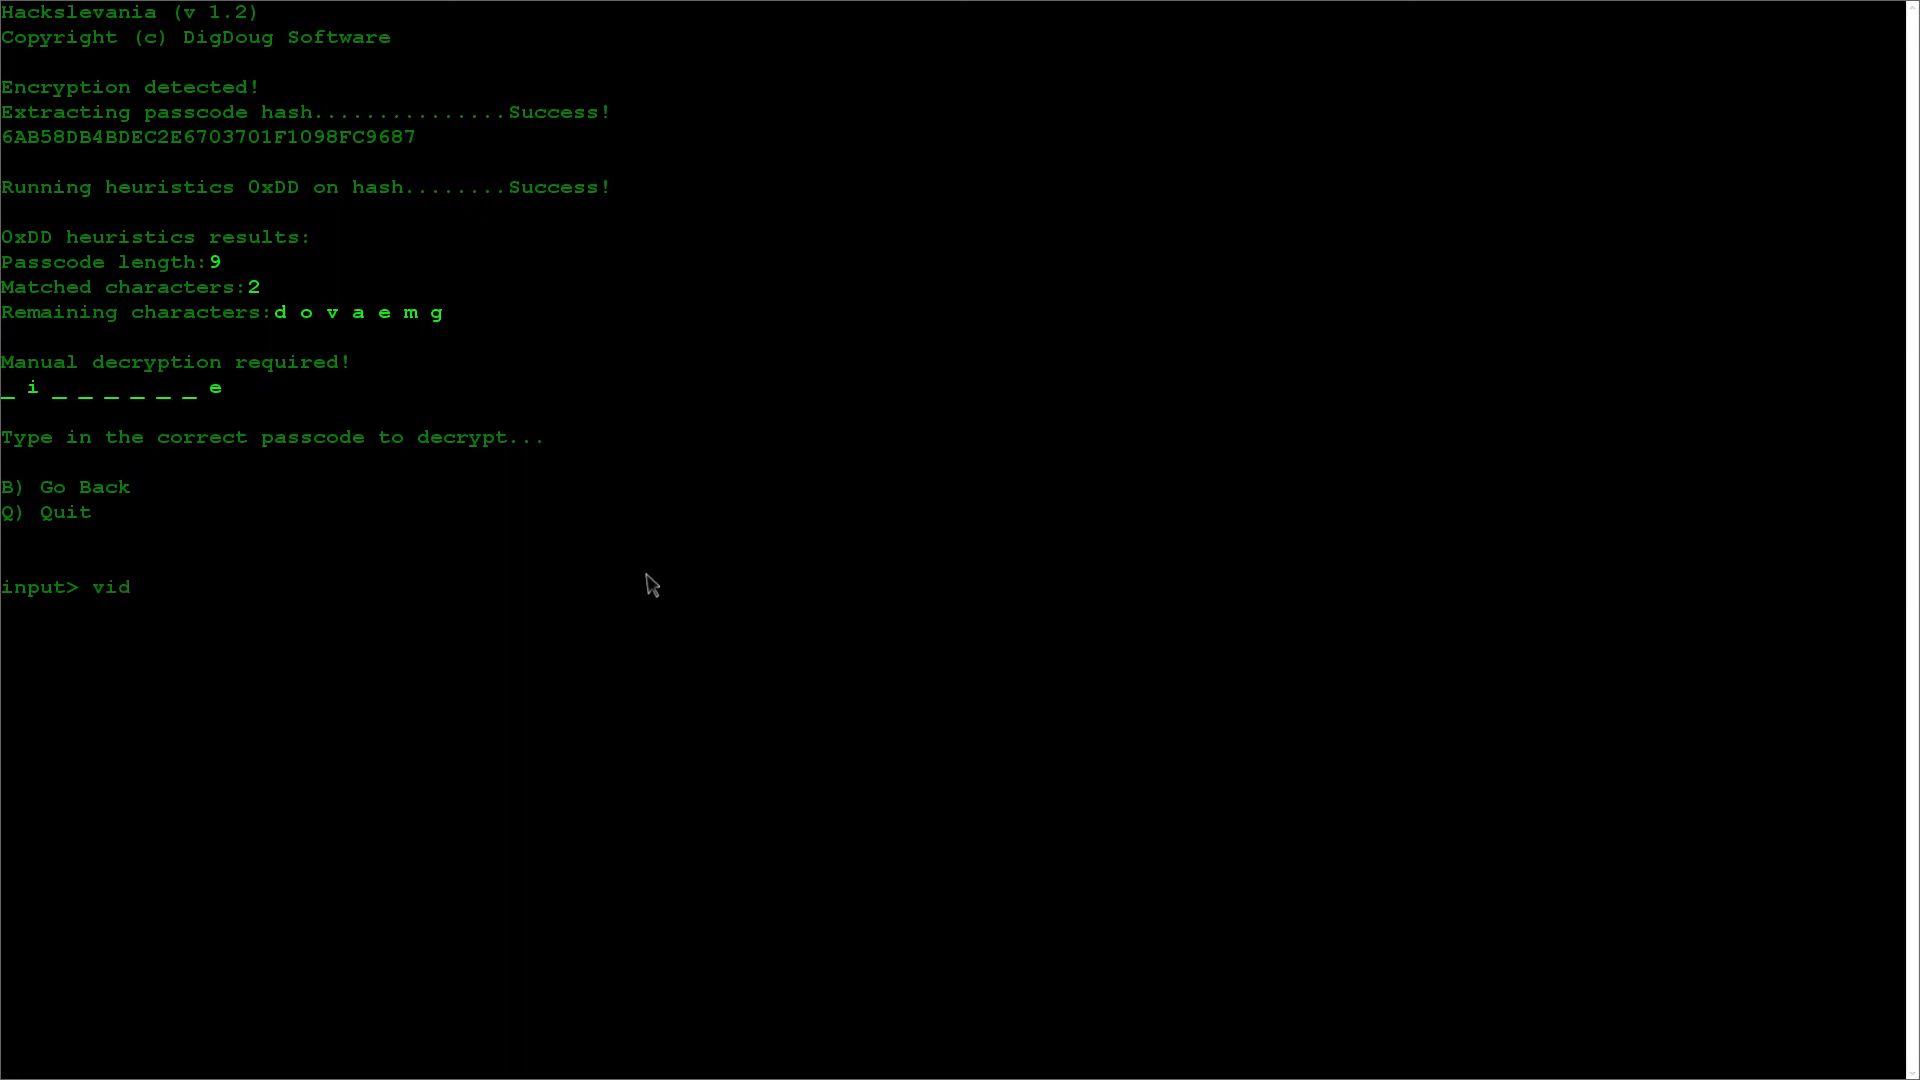 Hackslevania (v 1.2)
Copyright (c) DigDoug Software
Encryption detected!
Extracting passcode hash...............Success!
6AB58DB4BDEC2E6703701F1098FC9687
Running heuristics 0xDD on hash........Success!
0xDD heuristics results:
Passcode length:9
Matched characters:2
Remaining characters:d o v a e m g
Manual decryption required!
_ i _ _ _ _ _ _ e
Type in the correct passcode to decrypt...
B) Go Back
Q) Quit
input> vid